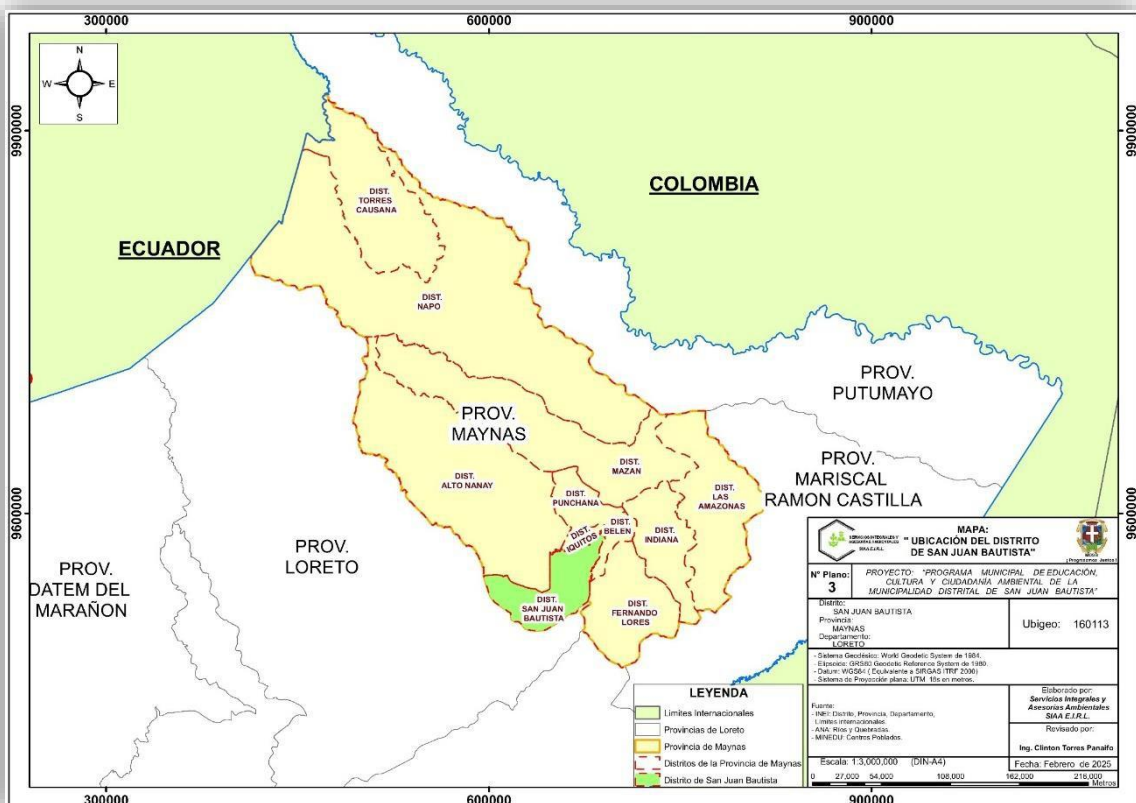 300000
600000
900000
9900000
9900000
9600000
N
W
E
S
COLOMBIA
ECUADOR
DIST.
TORRES
CAUSANA
DIST.
NAPO
PROV.
PUTUMAYO
PROV.
MAYNAS
DIST.
ALTO NANAY
DIST.
MAZAN
DIST.
PUNCHANA
DIST.
LAS
AMAZONAS
PROV.
MARISCAL
RAMON CASTILLA
DIST.
IQUITOS
DIST.
BELEN
DIST.
INDIANA
PROV.
LORETO
PROV.
DATEM DEL
MARAÑON
DIST.
SAN JUAN
BAUTISTA
DIST.
FERNANDO
LORES
LEYENDA
Limites Internacionales
Provincias de Loreto
Provincia de Maynas
Distritos de la Provincia de Maynas
Distrito de San Juan Bautista
SERVICIOS INTEGRALES Y
ASESORÍAS AMBIENTALES
SIAA E.I.R.L.
MAPA:
" UBICACIÓN DEL DISTRITO
DE SAN JUAN BAUTISTA"
¡ Progresamos Juntos !
N° Plano:
3
PROYECTO: "PROGRAMA MUNICIPAL DE EDUCACIÓN,
CULTURA Y CIUDADANÍA AMBIENTAL DE LA
MUNICIPALIDAD DISTRITAL DE SAN JUAN BAUTISTA"
Distrito:
SAN JUAN BAUTISTA
Provincia:
MAYNAS
Departamento:
LORETO
Ubigeo: 160113
- Sistema Geodésico: World Geodetic System de 1984.
- Elipsoide: GRS80 Geodetic Reference System de 1980.
- Datum: WGS84 ( Equivalente a SIRGAS ITRF 2000)
- Sistema de Proyección plana: UTM 18s en metros.
Fuente:
- INEI: Distrito, Provincia, Departamento,
Limites internacionales.
- ANA: Rios y Quebradas.
- MINEDU: Centros Poblados.
Elaborado por:
Servicios Integrales y
Asesorías Ambientales
SIAA E.I.R.L.
Revisado por:
Ing. Clinton Torres Panaifo
Escala: 1:3,000,000 (DIN-A4)
Fecha: Febrero de 2025
0 27,000 54,000 108,000 162,000 216,000
Metros
300000
600000
900000